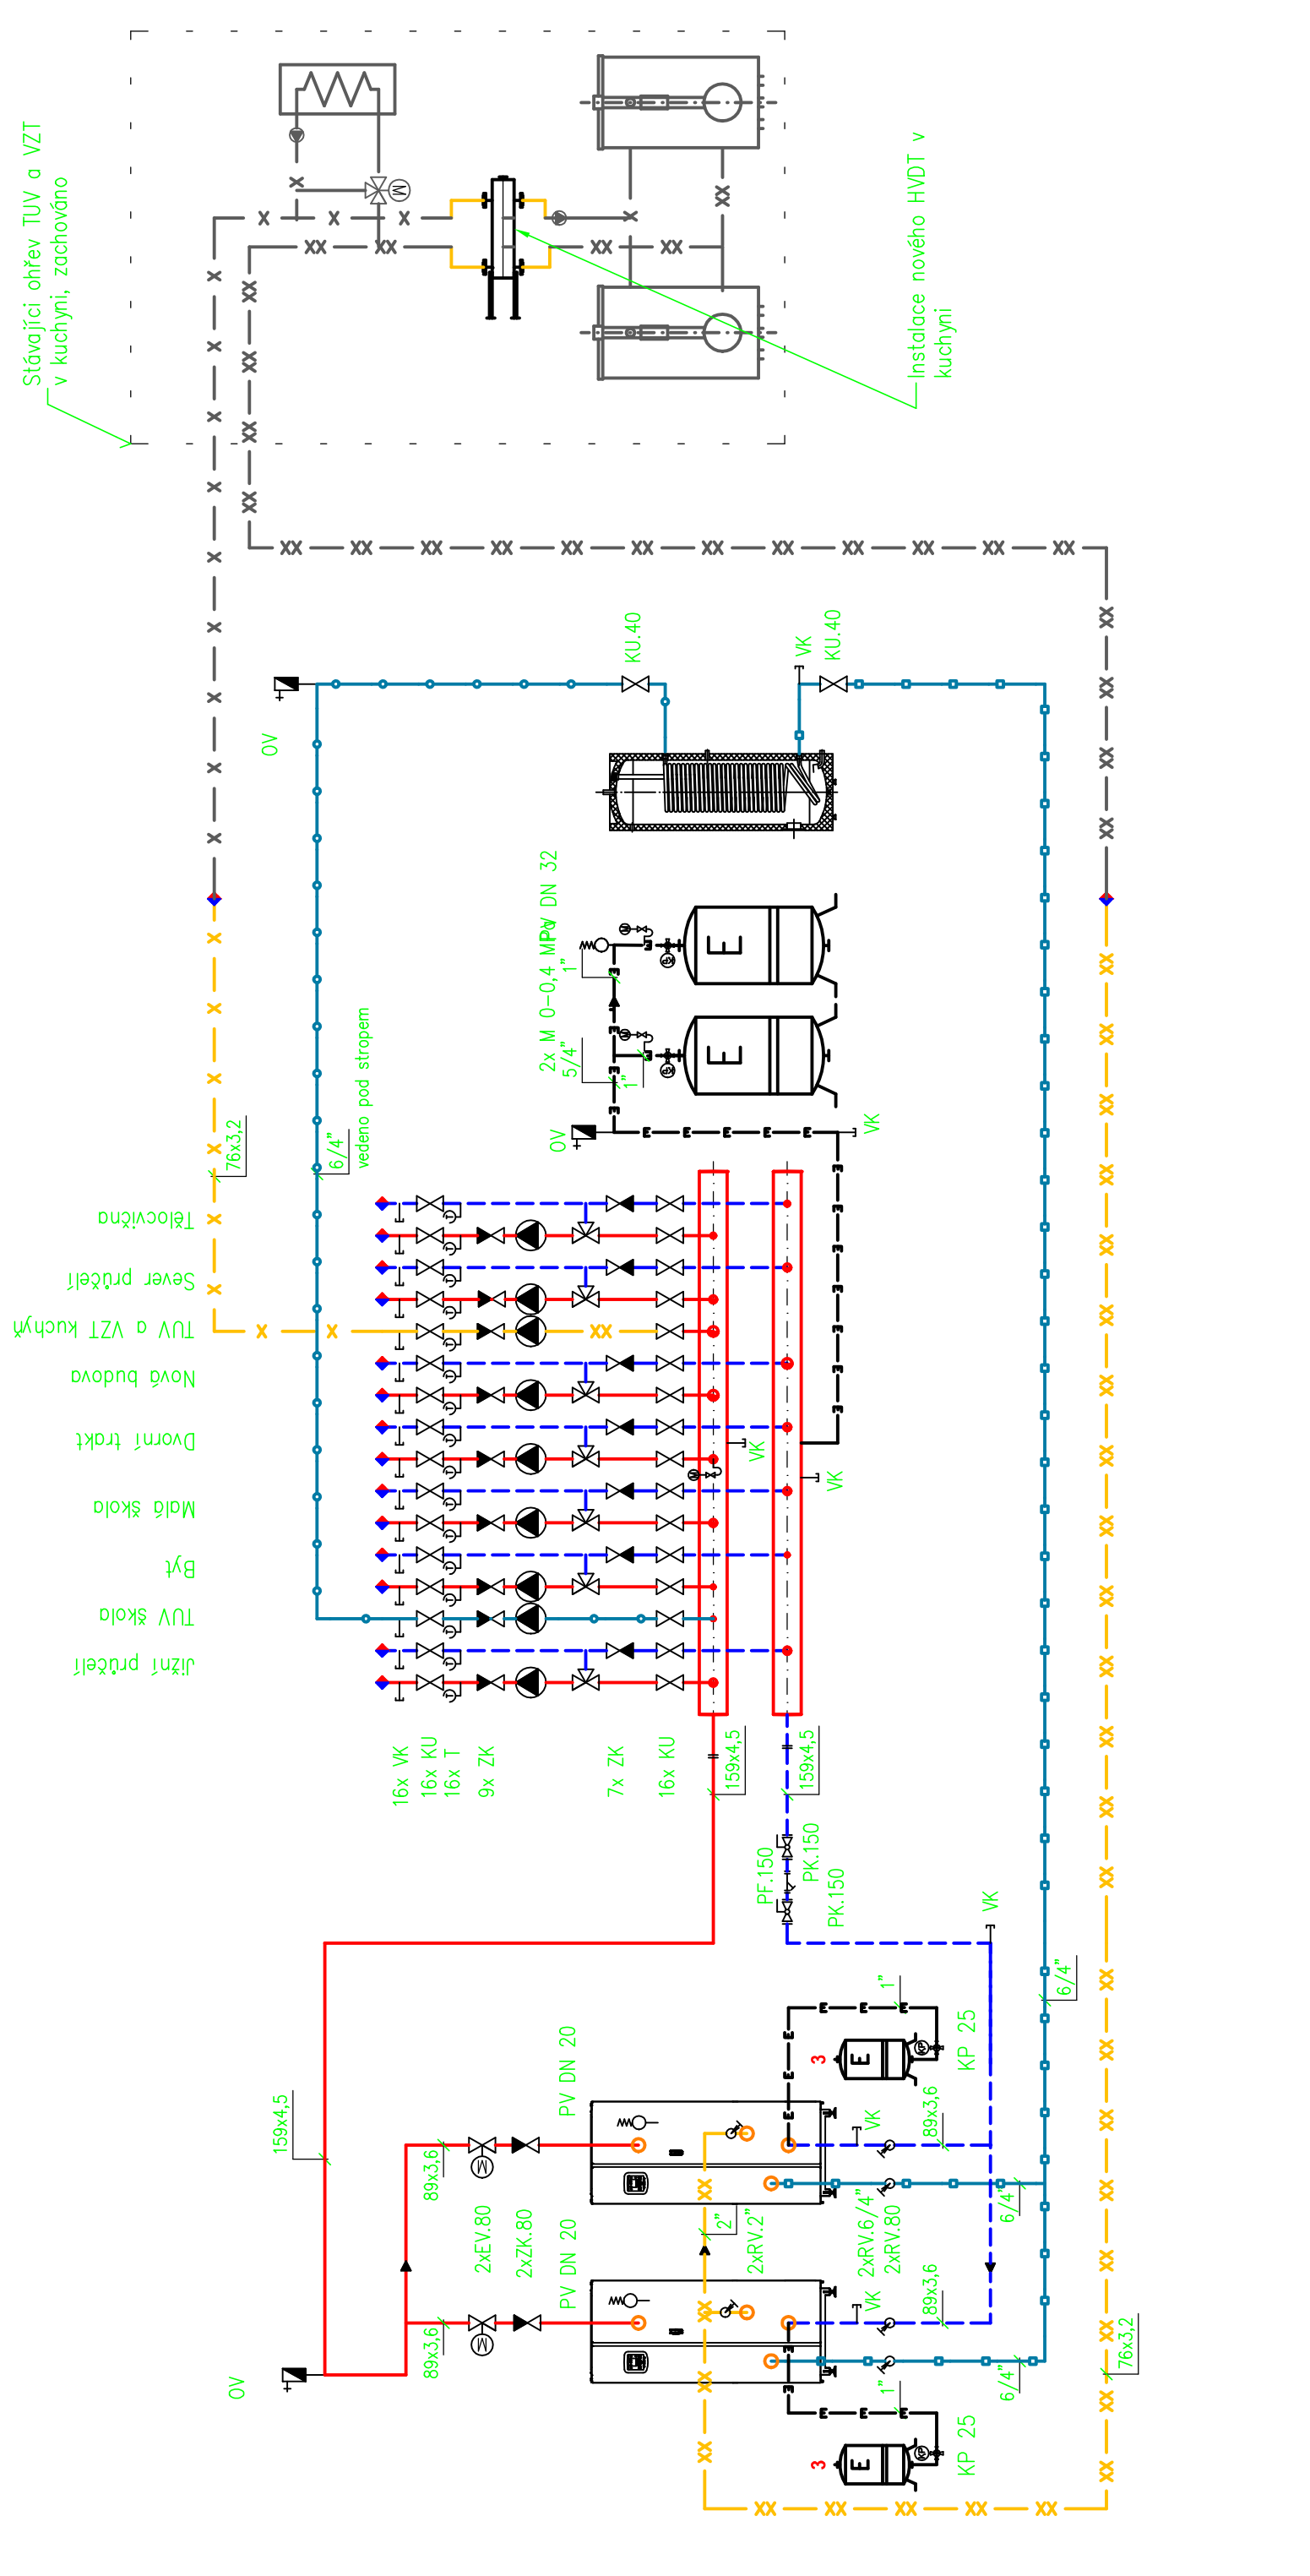 Stávající ohřev TUV a VZT
v kuchyni, zachováno
Instalace nového HVDT v
kuchyni
KU.40
VK
KU.40
OV
2x M 0-0,4 MPa
PV DN 32
1"
5/4"
1"
OV
VK
76x3,2
6/4"
vedeno pod stropem
Tělocvična
Sever průčelí
TUV a VZT kuchyň
Nová budova
Dvorní trakt
Malá škola
Byt
TUV škola
Jižní průčelí
VK
VK
16x VK
16x KU
16x T
9x ZK
7x ZK
16x KU
159x4,5
159x4,5
PF.150
PK.150
PK.150
VK
6/4"
1"
KP 25
3
E
E
E
E
PV DN 20
159x4,5
89x3,6
2xEV.80
2xZK.80
PV DN 20
89x3,6
2"
2xRV.2"
VK
2xRV.6/4"
2xRV.80
VK
89x3,6
89x3,6
6/4"
6/4"
OV
1"
KP 25
3
76x3,2